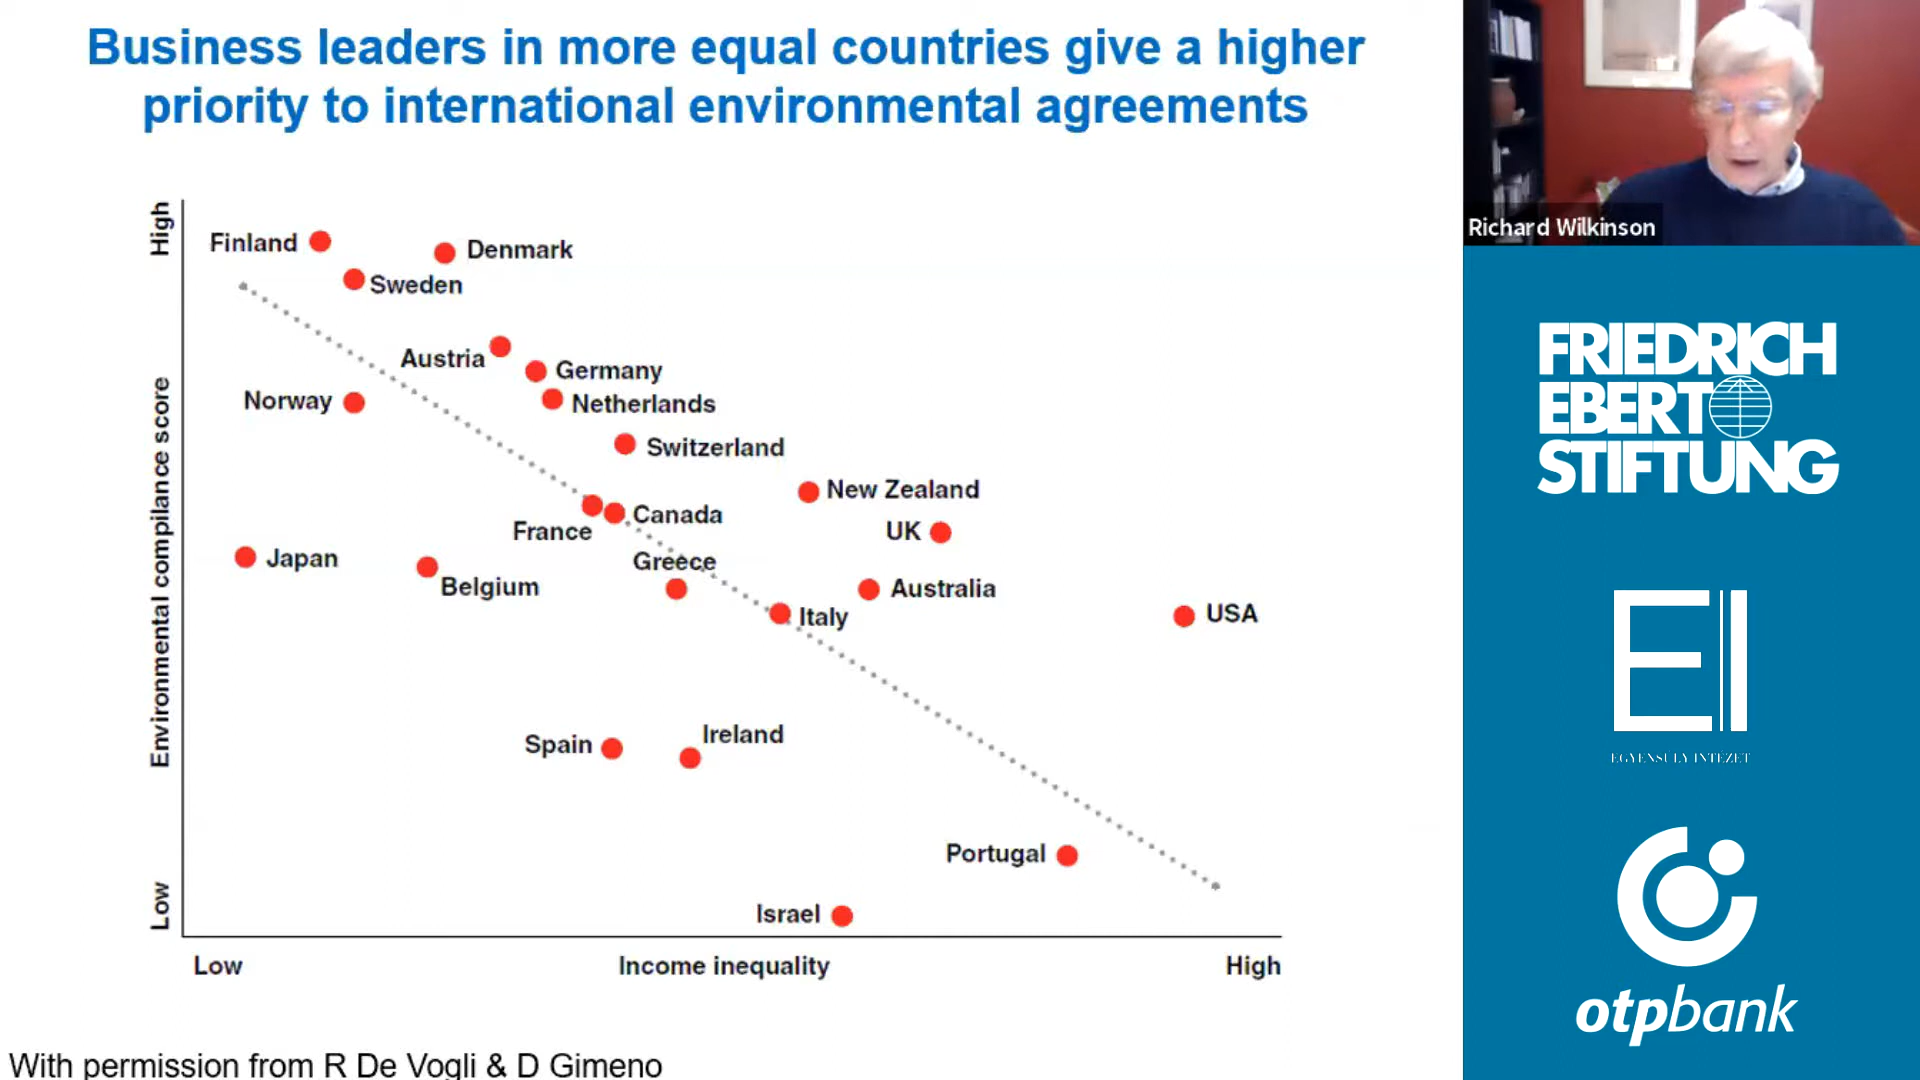 Business leaders in more equal countries give a higher
priority to international environmental agreements
High
Environmental compilance score
Low
Finland
Denmark
Sweden
Austria
Germany
Norway
Netherlands
Switzerland
New Zealand
Canada
France
UK
Greece
Japan
Belgium
Australia
Italy
USA
Spain
Ireland
Portugal
Israel
Low
Income inequality
High
With permission from R De Vogli & D Gimeno
Richard Wilkinson
FRIEDRICH
EBERT
STIFTUNG
EI
EGYENSÚLY INTÉZET
otpbank